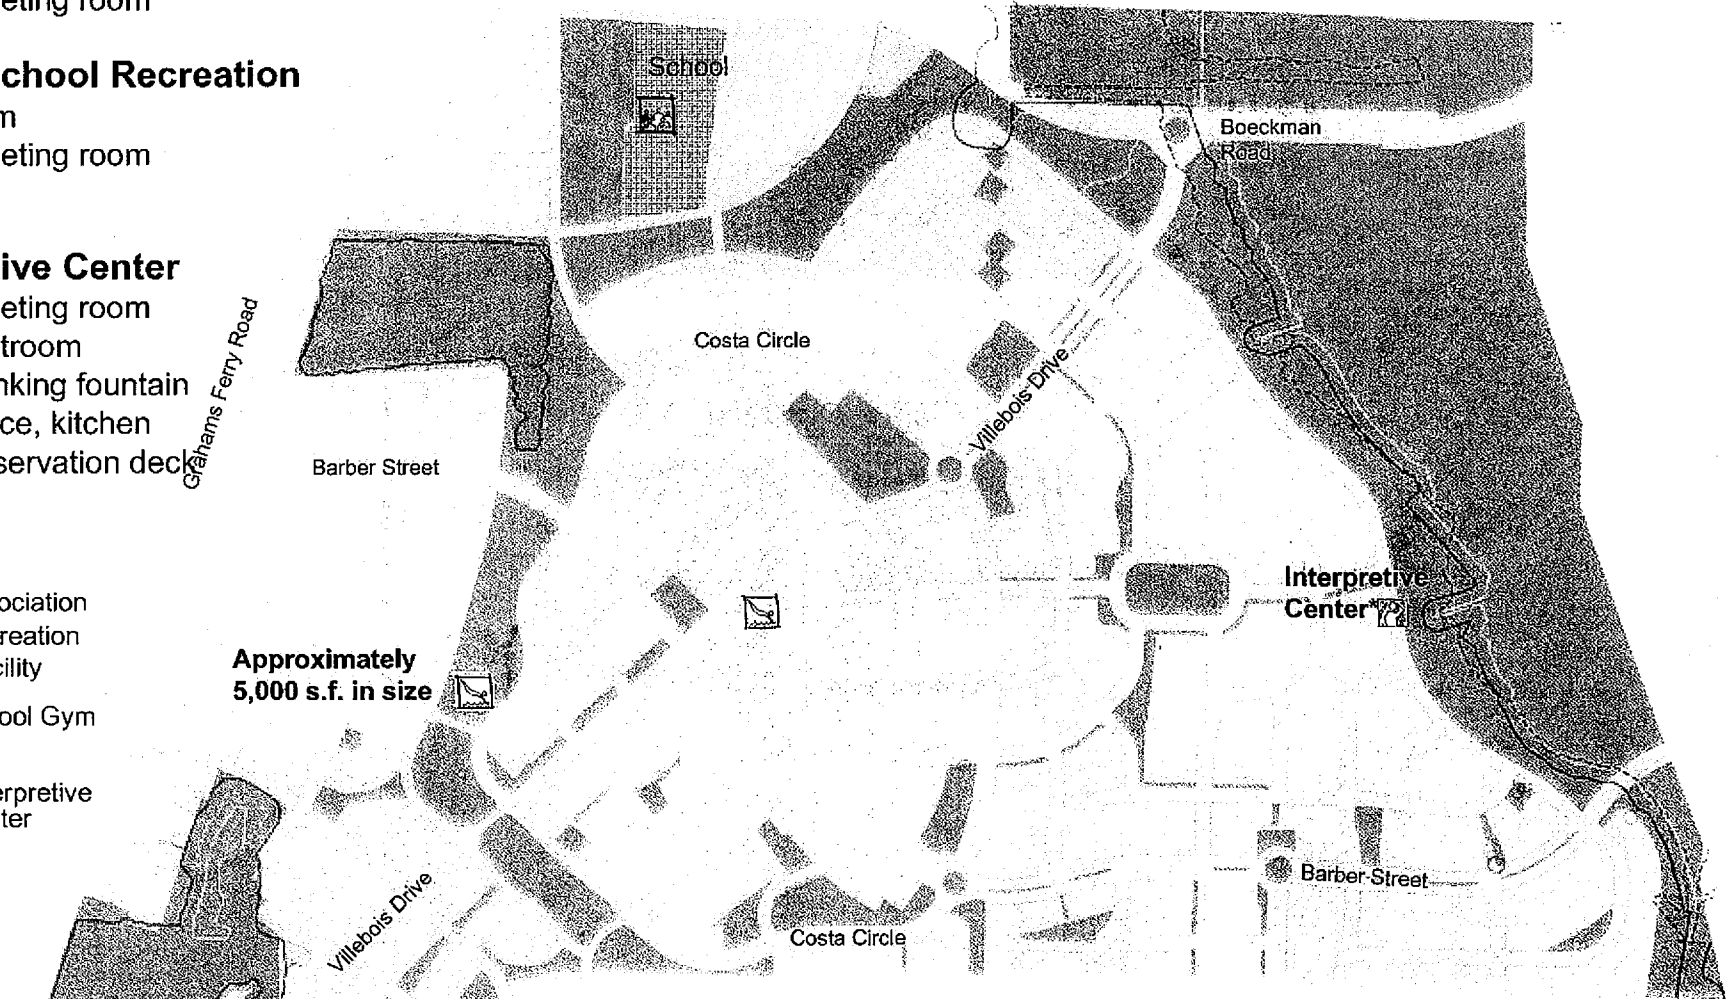 eting room
chool Recreation
m
eting room
ive Center
eting room
troom
nking fountain
ce, kitchen
servation deck
ociation
reation
cility
ool Gym
erpretive
ter
School
Boeckman
Road
Grahams Ferry Road
Costa Circle
Villebois Drive
Barber Street
Interpretive
Center*
Approximately
5,000 s.f. in size
Barber Street
Villebois Drive
Costa Circle